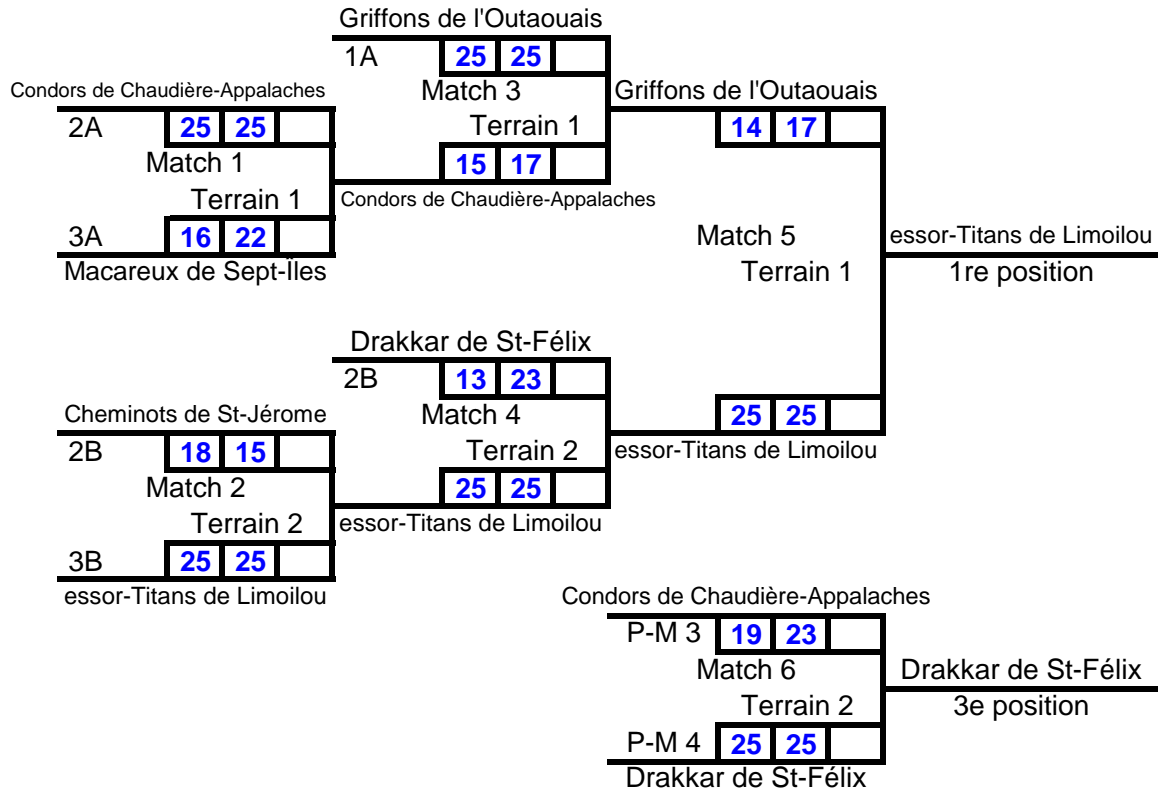 Griffons de l'Outaouais
1A 25 25
Match 3
Terrain 1
15 17
Condors de Chaudière-Appalaches
Condors de Chaudière-Appalaches
2A 25 25
Match 1
Terrain 1
3A 16 22
Macareux de Sept-Îles
Griffons de l'Outaouais
14 17
Match 5
Terrain 1
25 25
essor-Titans de Limoilou
essor-Titans de Limoilou
1re position
Drakkar de St-Félix
2B 13 23
Match 4
Terrain 2
25 25
essor-Titans de Limoilou
Cheminots de St-Jérome
2B 18 15
Match 2
Terrain 2
3B 25 25
essor-Titans de Limoilou
Condors de Chaudière-Appalaches
P-M 3 19 23
Match 6
Terrain 2
P-M 4 25 25
Drakkar de St-Félix
Drakkar de St-Félix
3e position